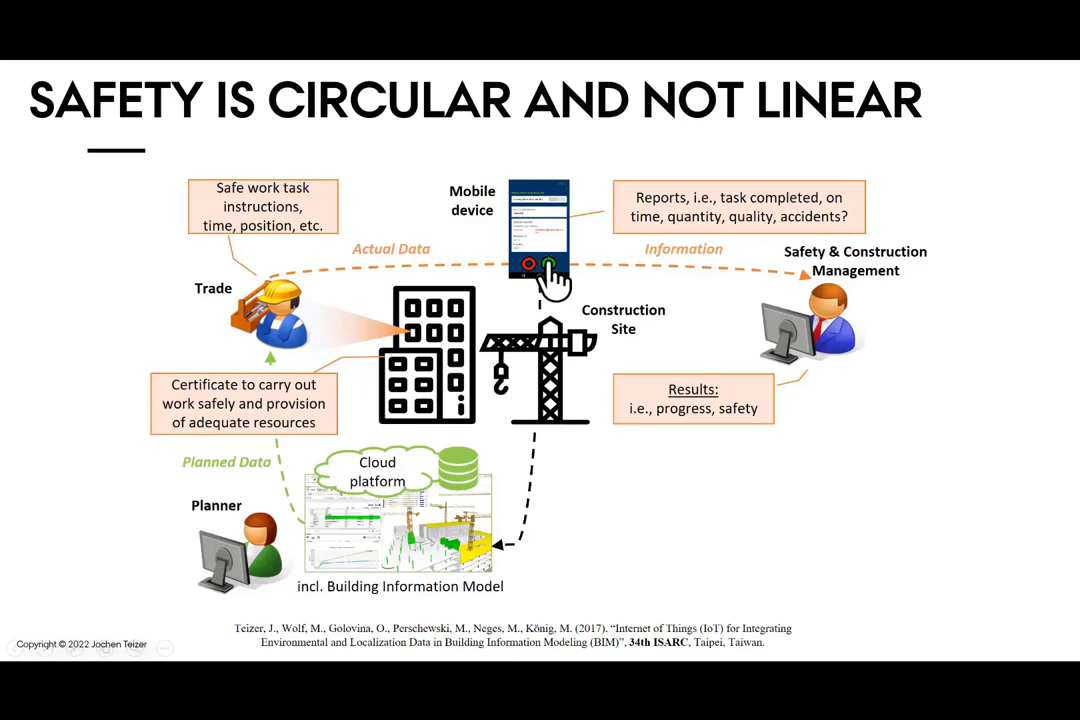 SAFETY IS CIRCULAR AND NOT LINEAR
Safe work task
instructions,
time, position, etc.
Mobile
device
Reports, i.e., task completed, on
time, quantity, quality, accidents?
Actual Data
Information
Safety & Construction
Management
Trade
Construction
Site
Certificate to carry out
work safely and provision
of adequate resources
Results:
i.e., progress, safety
Planned Data
Cloud
platform
Planner
incl. Building Information Model
Teizer, J., Wolf, M., Golovina, O., Perschewski, M., Neges, M., König, M. (2017). “Internet of Things (IoT) for Integrating
Environmental and Localization Data in Building Information Modeling (BIM)”, 34th ISARC, Taipei, Taiwan.
Copyright © 2022 Jochen Teizer